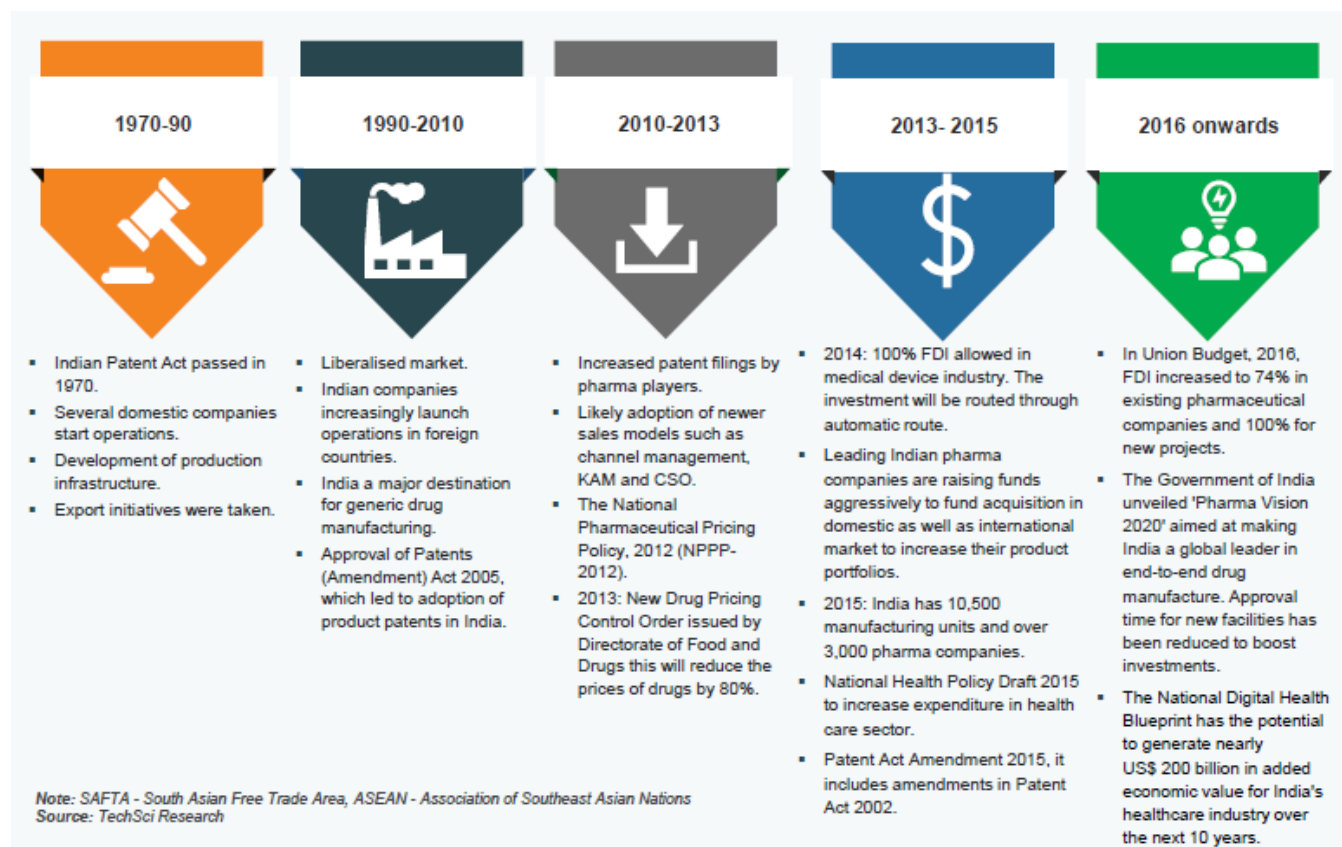 1970-90
Indian Patent Act passed in
1970.
Several domestic companies
start operations.
Development of production
infrastructure.
Export initiatives were taken.
1990-2010
Liberalised market.
Indian companies
increasingly launch
operations in foreign
countries.
India a major destination
for generic drug
manufacturing.
Approval of Patents
(Amendment) Act 2005,
which led to adoption of
product patents in India.
2010-2013
Increased patent filings by
pharma players.
Likely adoption of newer
sales models such as
channel management,
KAM and CSO.
The National
Pharmaceutical Pricing
Policy, 2012 (NPPP-
2012).
2013: New Drug Pricing
Control Order issued by
Directorate of Food and
Drugs this will reduce the
prices of drugs by 80%.
2013- 2015
2014: 100% FDI allowed in
medical device industry. The
investment will be routed through
automatic route.
Leading Indian pharma
companies are raising funds
aggressively to fund acquisition in
domestic as well as international
market to increase their product
portfolios.
2015: India has 10,500
manufacturing units and over
3,000 pharma companies.
National Health Policy Draft 2015
to increase expenditure in health
care sector.
Patent Act Amendment 2015, it
includes amendments in Patent
Act 2002.
2016 onwards
In Union Budget, 2016,
FDI increased to 74% in
existing pharmaceutical
companies and 100% for
new projects.
The Government of India
unveiled 'Pharma Vision
2020' aimed at making
India a global leader in
end-to-end drug
manufacture. Approval
time for new facilities has
been reduced to boost
investments.
The National Digital Health
Blueprint has the potential
to generate nearly
US$ 200 billion in added
economic value for India's
healthcare industry over
the next 10 years.
Note: SAFTA - South Asian Free Trade Area, ASEAN - Association of Southeast Asian Nations
Source: TechSci Research